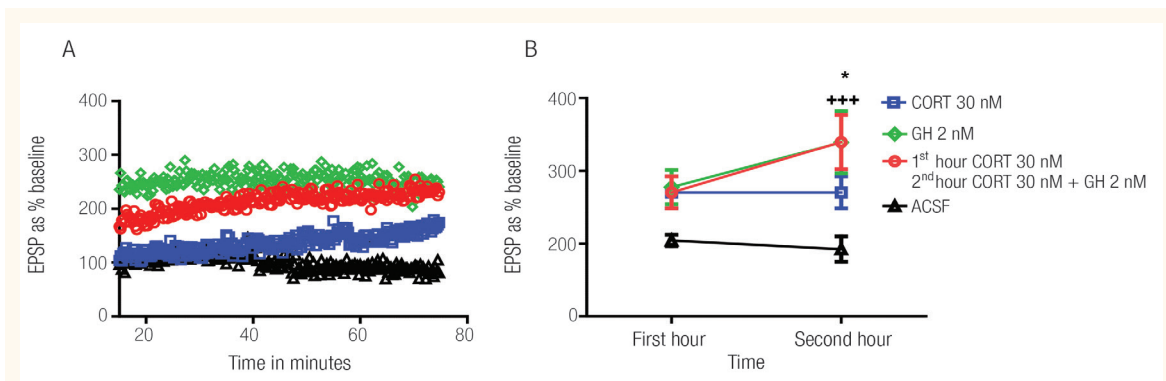 A
EPSP as % baseline
400
300
200
100
0
20
40
60
80
Time in minutes
B
EPSP as % baseline
400
300
200
100
0
First hour
Second hour
Time
*
+++
CORT 30 nM
GH 2 nM
1st hour CORT 30 nM
2nd hour CORT 30 nM + GH 2 nM
ACSF